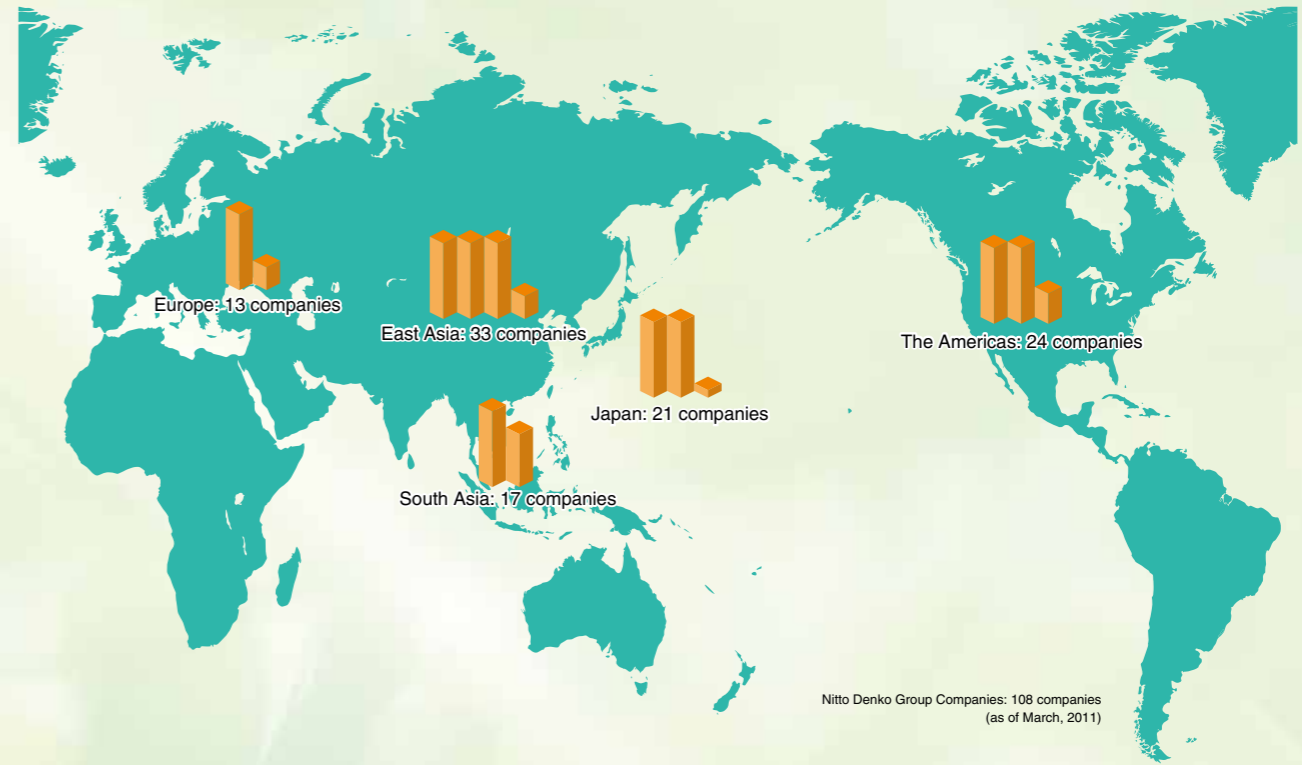 Europe: 13 companies
East Asia: 33 companies
The Americas: 24 companies
Japan: 21 companies
South Asia: 17 companies
Nitto Denko Group Companies: 108 companies
(as of March, 2011)